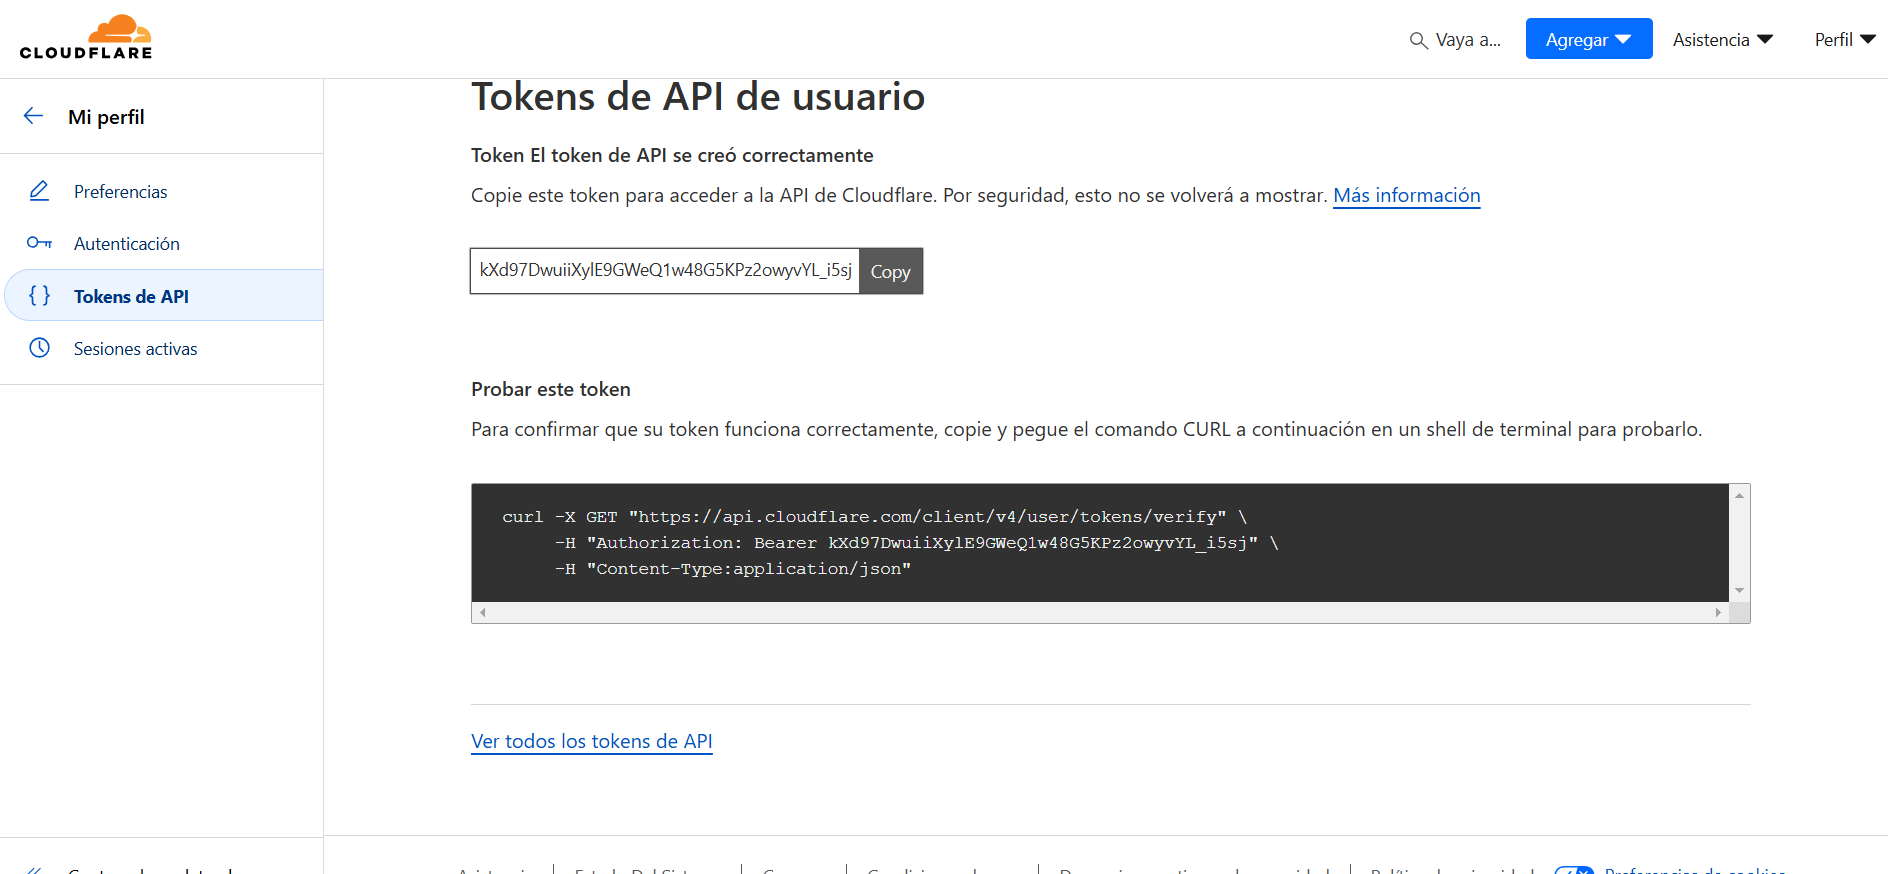 CLOUDFLARE
Vaya a...
Agregar
Asistencia
Perfil
Mi perfil
Preferencias
Autenticación
Tokens de API
Sesiones activas
Tokens de API de usuario
Token El token de API se creó correctamente
Copie este token para acceder a la API de Cloudflare. Por seguridad, esto no se volverá a mostrar. Más información
kXd97DwuiiXylE9GWeQ1w48G5KPz2owyvYL_i5sj
Copy
Probar este token
Para confirmar que su token funciona correctamente, copie y pegue el comando CURL a continuación en un shell de terminal para probarlo.
curl -X GET "https://api.cloudflare.com/client/v4/user/tokens/verify" \
-H "Authorization: Bearer kXd97DwuiiXylE9GWeQ1w48G5KPz2owyvYL_i5sj" \
-H "Content-Type:application/json"
Ver todos los tokens de API
Preferencias de cookies